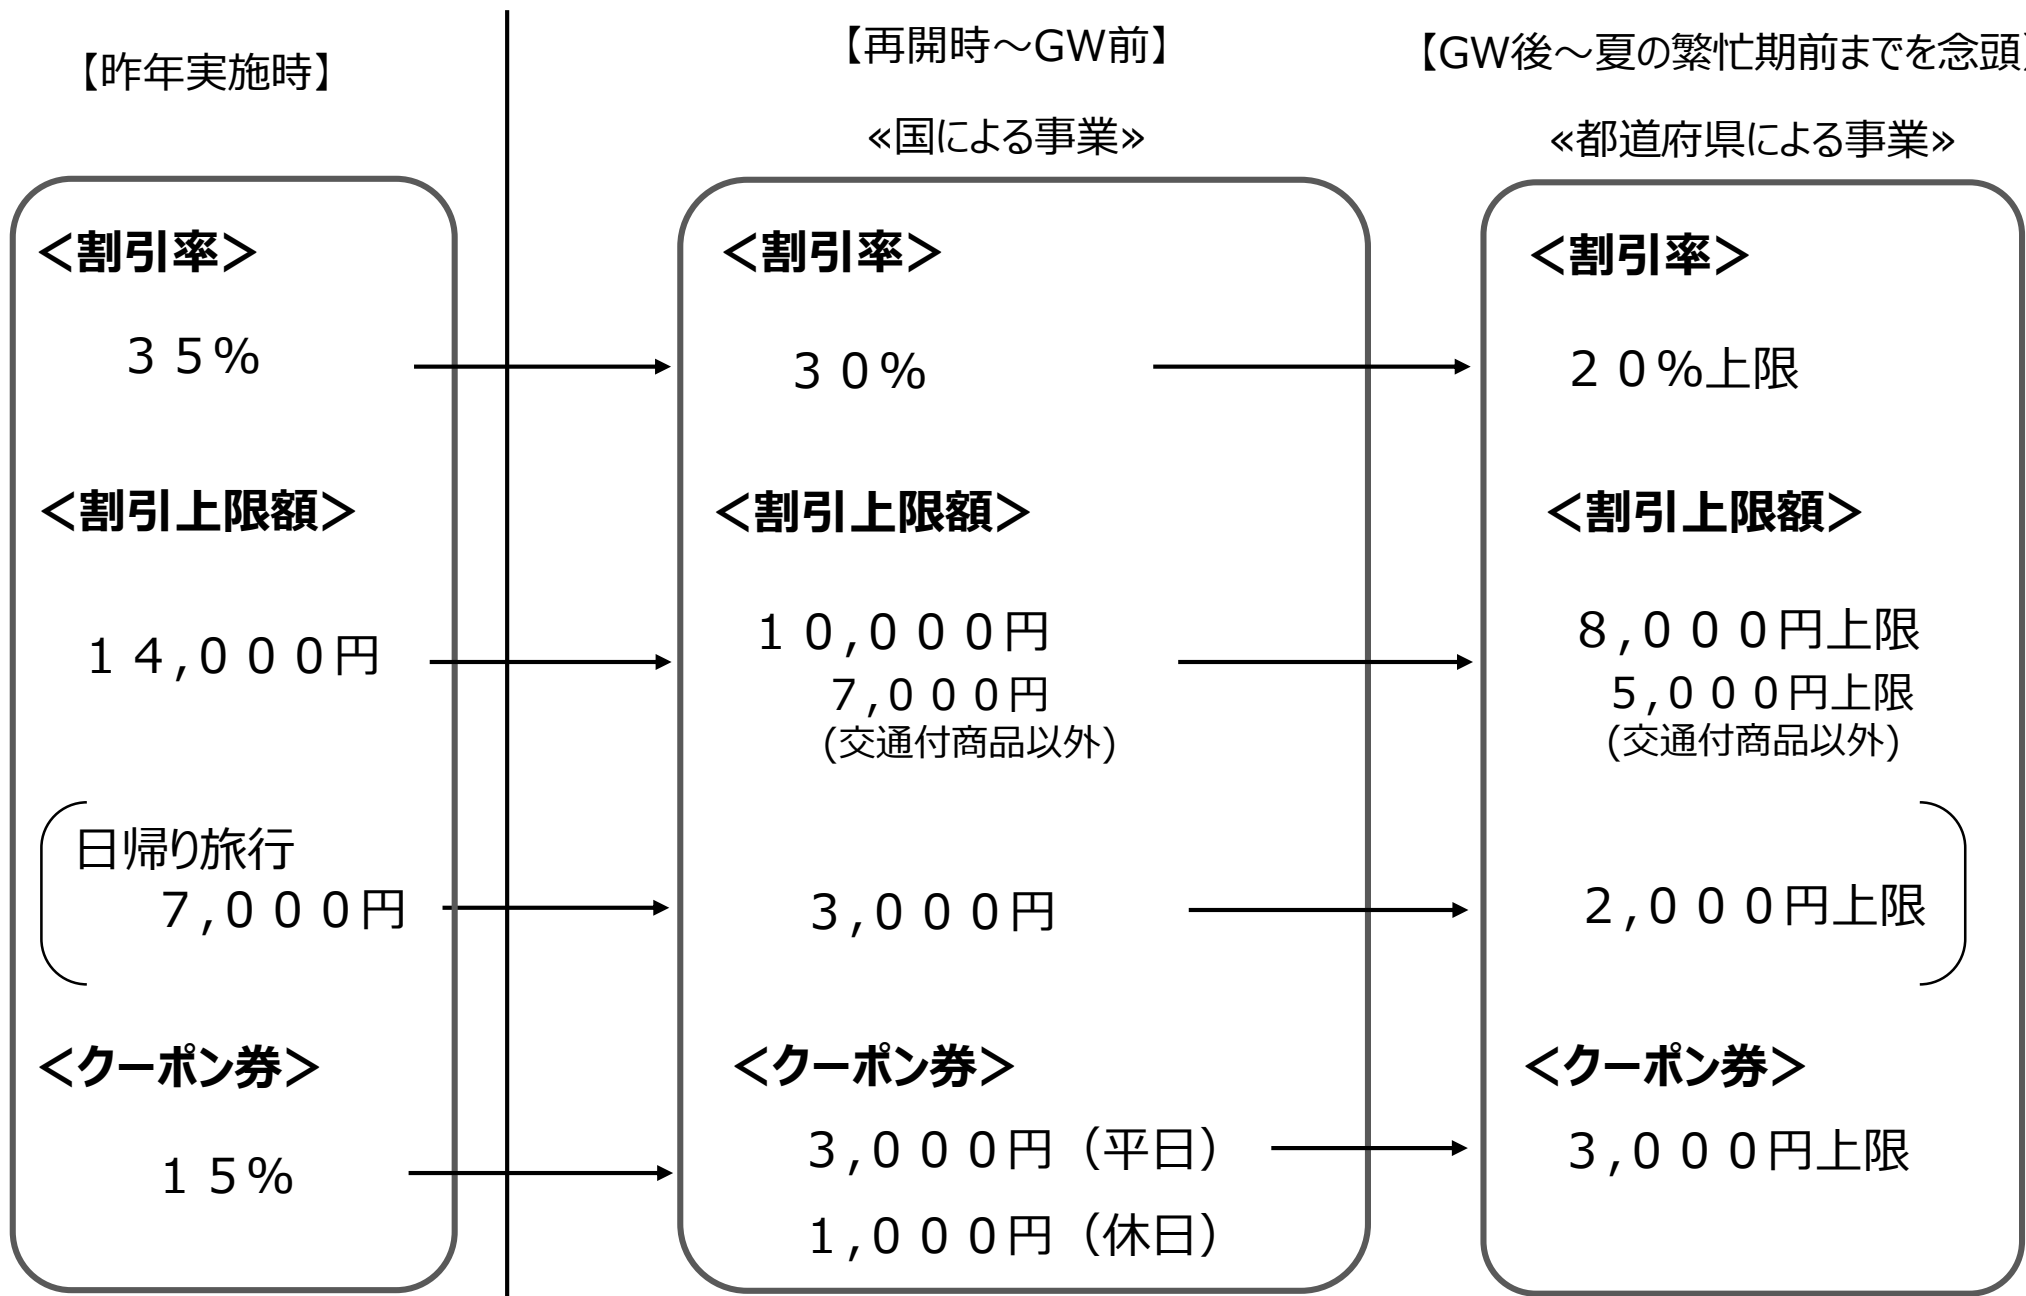 【昨年実施時】
＜割引率＞
３５%
＜割引上限額＞
１４,０００円
日帰り旅行
７,０００円
＜クーポン券＞
１５%
【再開時～GW前】
«国による事業»
＜割引率＞
３０%
＜割引上限額＞
１０,０００円
７,０００円
(交通付商品以外)
３,０００円
＜クーポン券＞
３,０００円（平日）
１,０００円（休日）
【GW後～夏の繁忙期前までを念頭】
«都道府県による事業»
＜割引率＞
２０%上限
＜割引上限額＞
８,０００円上限
５,０００円上限
(交通付商品以外)
２,０００円上限
＜クーポン券＞
３,０００円上限